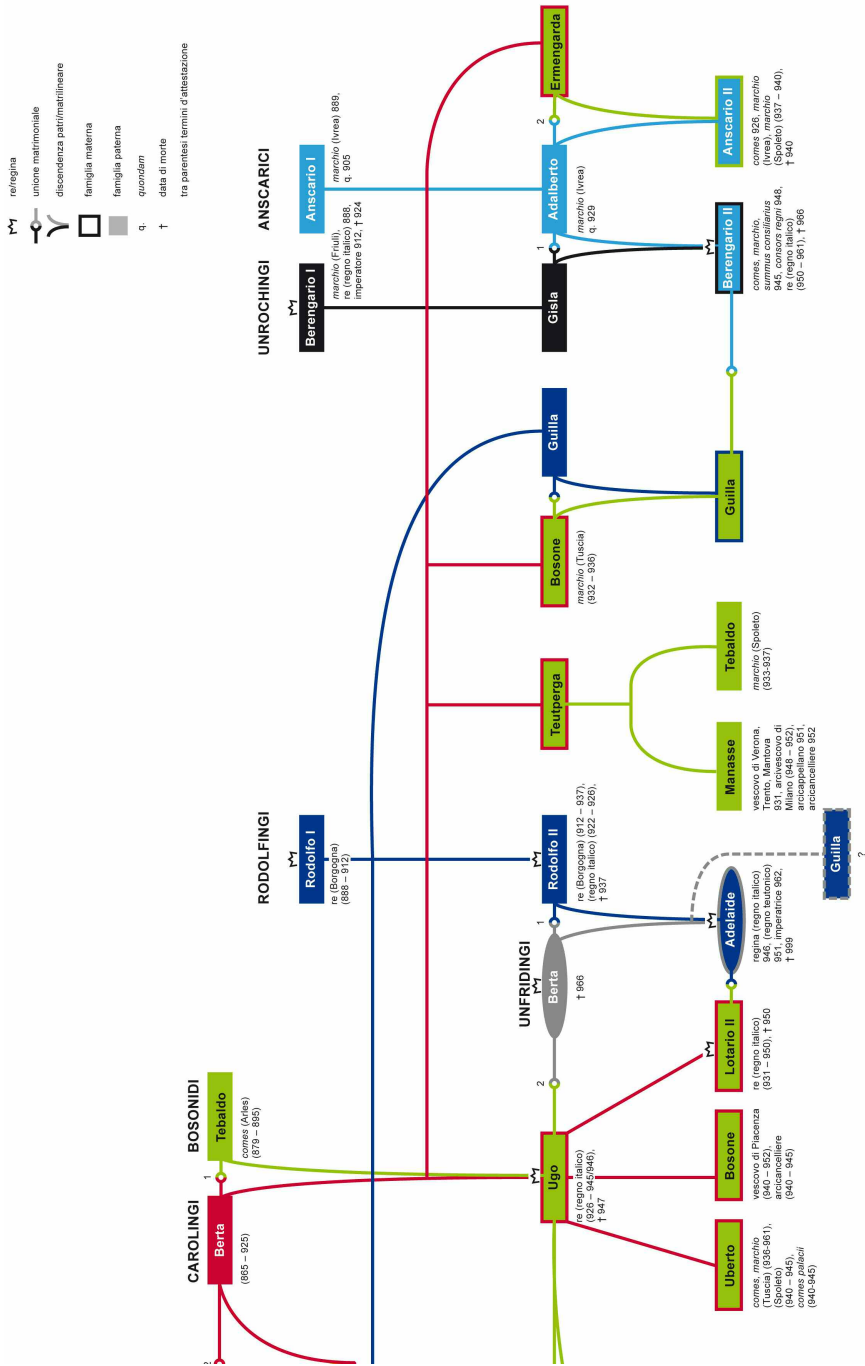 re/regina
unione matrimoniale
discendenza patri/matrilineare
famiglia materna
famiglia paterna
q. quondam
† data di morte
tra parentesi termini d'attestazione
CAROLINGI
BOSONIDI
RODOLFINGI
UNROCHINGI
ANSCARICI
2
Berta
(865 – 925)
1
Tebaldo
comes (Arles)
(879 – 895)
Rodolfo I
re (Borgogna)
(888 – 912)
Berengario I
marchio (Friuli), 888,
re (regno italico)
imperatore 912, † 924
Anscario I
marchio (Ivrea) 889,
q. 905
UNFRIDINGI
Ugo
re (regno italico)
(926 – 945/946),
† 947
2
Berta
† 966
1
Rodolfo II
re (Borgogna) (912 – 937),
(regno italico) (922 – 926),
† 937
Teutperga
Bosone
marchio (Tuscia)
(932 – 936)
Guilla
Gisla
1
Adalberto
marchio (Ivrea)
q. 929
2
Ermengarda
Uberto
comes, marchio
(Tuscia) (936-961),
(Spoleto)
(940 – 945),
comes palacii
(940-945)
Bosone
vescovo di Piacenza
(940 – 952),
arcicancelliere
(940 – 945)
Lotario II
re (regno italico)
(931 – 950), † 950
Adelaide
regina (regno italico)
946, (regno teutonico)
951, imperatrice 962,
† 999
Guilla
?
Manasse
vescovo di Verona,
Trento, Mantova
931, arcivescovo di
Milano (948 – 952),
arcicappellano 951,
arcicancelliere 952
Tebaldo
marchio (Spoleto)
(933-937)
Guilla
Berengario II
comes, marchio,
summus consiliarius
945, consors regni 948,
re (regno italico)
(950 – 961), † 966
Anscario II
comes 926, marchio
(Ivrea), marchio
(Spoleto) (937 – 940),
† 940